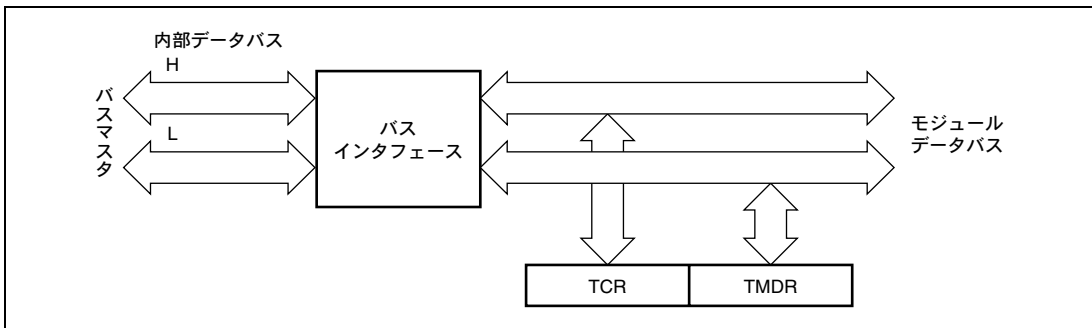 内部データバス
H
バスマスタ
L
バス
インタフェース
モジュール
データバス
TCR
TMDR